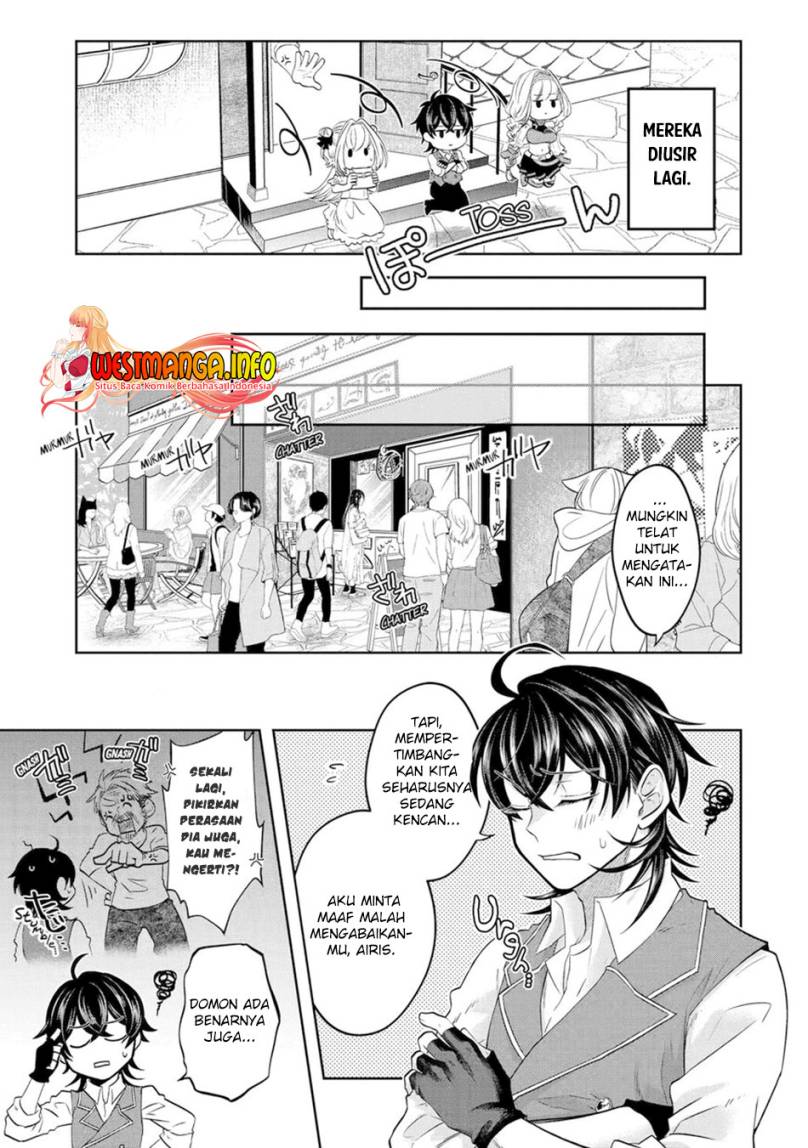 MEREKA
DIUSIR
LAGI.
TOSS
ぽーん
WESTMANGA.INFO
Situs Baca Komik Berbahasa Indonesia
MURMUR
MURMUR
ガヤ
ガヤ
ざわ
CHATTER
MURMUR
ガヤ
ざわ
CHATTER
...
MUNGKIN
TELAT
UNTUK
MENGATA-
KAN INI...
TAPI,
MEMPER-
TIMBANG-
KAN KITA
SEHARUSNYA
SEDANG
KENCAN...
AKU MINTA
MAAF MALAH
MENGABAIKAN-
MU, AIRIS.
Urgh...
GNASH
GNASH
SEKALI
LAGI,
PIKIRKAN
PERASAAN
DIA JUGA,
KAU ME-
NGERTI?!
Stumble
DOMON ADA
BENARNYA
JUGA...